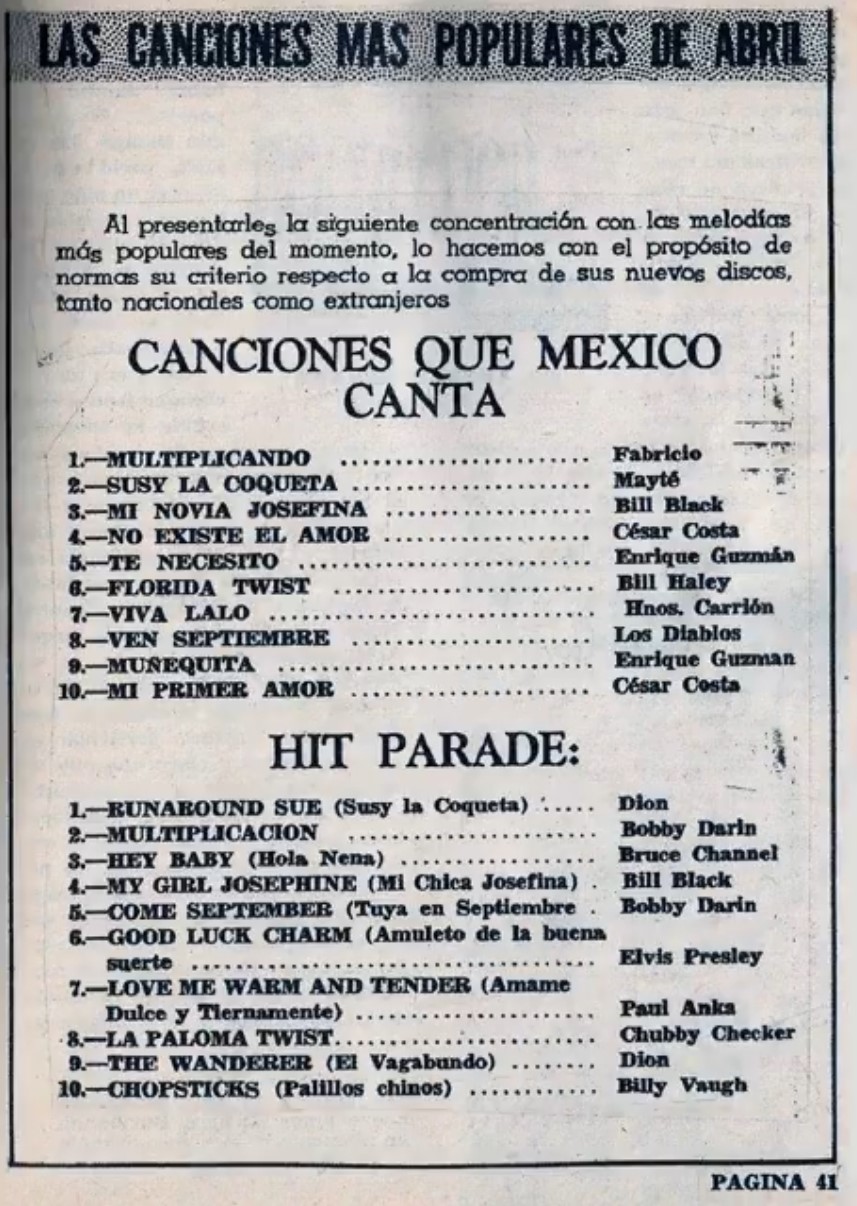 LAS CANCIONES MAS POPULARES DE ABRIL
Al presentarles la siguiente concentración con las melodías
más populares del momento, lo hacemos con el propósito de
normas su criterio respecto a la compra de sus nuevos discos,
tanto nacionales como extranjeros
CANCIONES QUE MEXICO
CANTA
1.—MULTIPLICANDO ...................... Fabricio
2.—SUSY LA COQUETA ..................... Mayté
3.—MI NOVIA JOSEFINA .................. Bill Black
4.—NO EXISTE EL AMOR .................. César Costa
5.—TE NECESITO .......................... Enrique Guzmán
6.—FLORIDA TWIST ....................... Bill Haley
7.—VIVA LALO ............................ Hnos. Carrión
8.—VEN SEPTIEMBRE ...................... Los Diablos
9.—MUÑEQUITA ........................... Enrique Guzman
10.—MI PRIMER AMOR ..................... César Costa
HIT PARADE:
1.—RUNAROUND SUE (Susy la Coqueta) ..... Dion
2.—MULTIPLICACION ...................... Bobby Darin
3.—HEY BABY (Hola Nena) ................. Bruce Channel
4.—MY GIRL JOSEPHINE (Mi Chica Josefina) . Bill Black
5.—COME SEPTEMBER (Tuya en Septiembre . Bobby Darin
6.—GOOD LUCK CHARM (Amuleto de la buena
suerte ................................... Elvis Presley
7.—LOVE ME WARM AND TENDER (Amame
Dulce y Tiernamente) ..................... Paul Anka
8.—LA PALOMA TWIST....................... Chubby Checker
9.—THE WANDERER (El Vagabundo) ........ Dion
10.—CHOPSTICKS (Palillos chinos) ........... Billy Vaugh
PAGINA 41